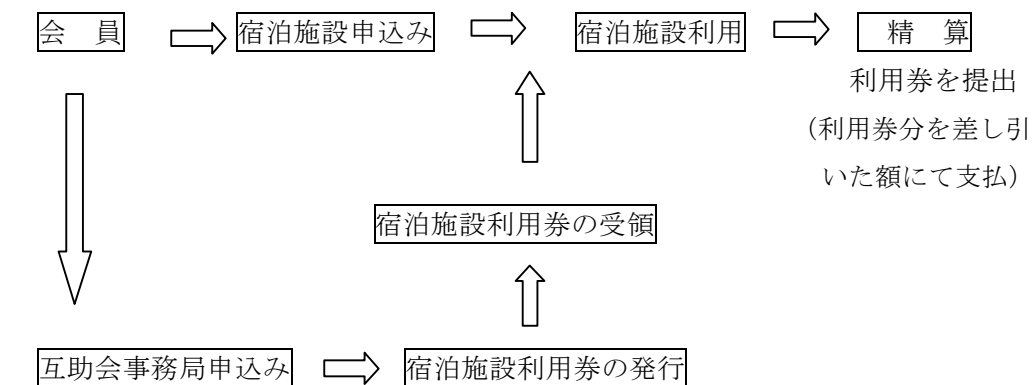 会　員
宿泊施設申込み
宿泊施設利用
精　算
利用券を提出
（利用券分を差し引
いた額にて支払）
宿泊施設利用券の受領
互助会事務局申込み
宿泊施設利用券の発行